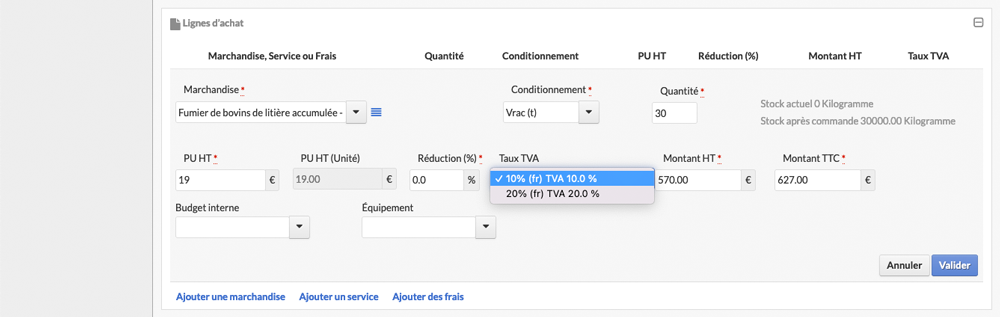 Lignes d'achat
Marchandise, Service ou Frais Quantité Conditionnement PU HT Réduction (%) Montant HT Taux TVA
Marchandise * Conditionnement * Quantité *
Fumier de bovins de litière accumulée - Vrac (t) 30
Stock actuel 0 Kilogramme
Stock après commande 30000.00 Kilogramme
PU HT * PU HT (Unité) Réduction (%) * Taux TVA Montant HT * Montant TTC *
19 € 19.00 € 0.0 % ✓ 10% (fr) TVA 10.0 % 570.00 € 627.00 €
20% (fr) TVA 20.0 %
Budget interne Équipement
Annuler Valider
Ajouter une marchandise Ajouter un service Ajouter des frais